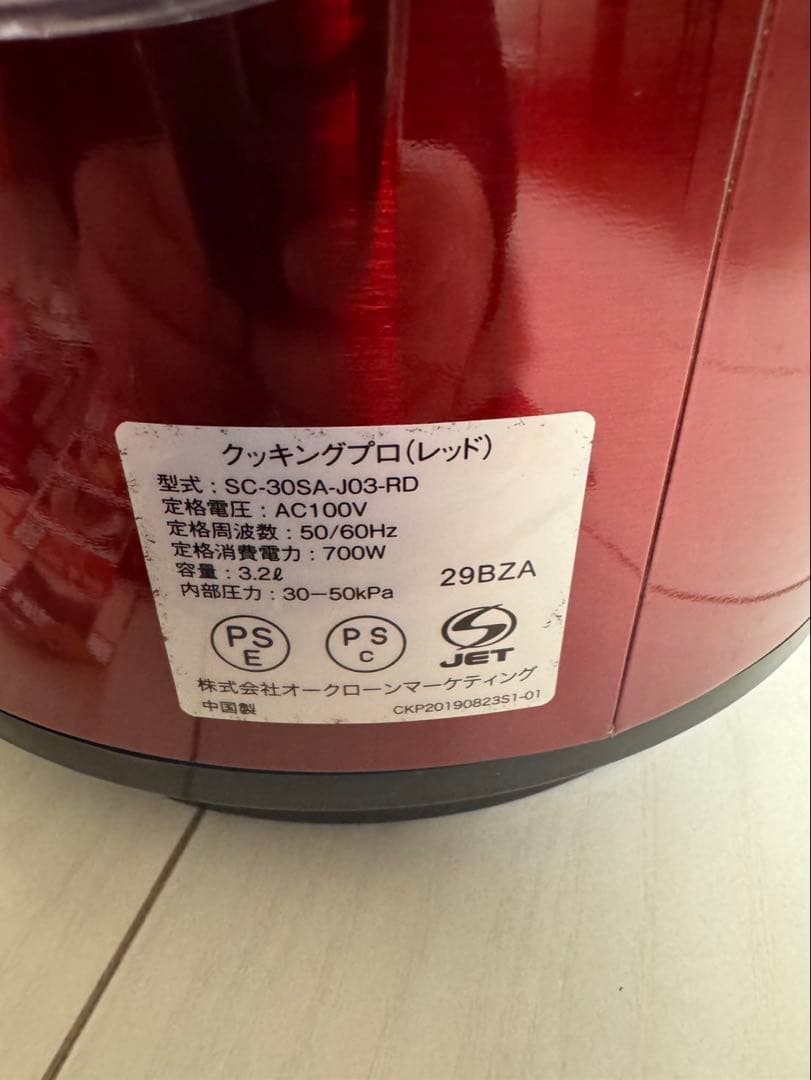 クッキングプロ(レッド)
型式：SC-30SA-J03-RD
定格電圧：AC100V
定格周波数：50/60Hz
定格消費電力：700W
容量：3.2ℓ
29BZA
内部圧力：30－50kPa
PS E
PS C
JET
株式会社オークローンマーケティング
中国製
CKP20190823S1-01